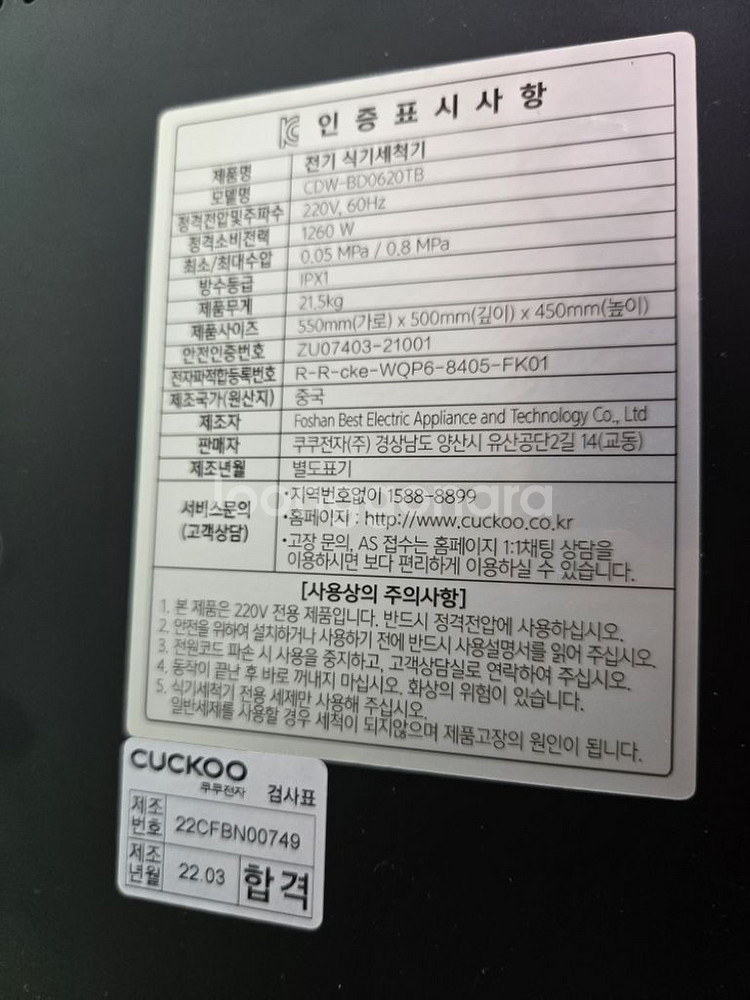 인증표시사항
제품명 전기 식기세척기
모델명 CDW-BD0620TB
정격전압및주파수 220V, 60Hz
정격소비전력 1260 W
최소/최대수압 0.05 MPa / 0.8 MPa
방수등급 IPX1
제품무게 21.5kg
제품사이즈 550mm(가로) x 500mm(깊이) x 450mm(높이)
안전인증번호 ZU07403-21001
전자파적합등록번호 R-R-cke-WQP6-8405-FK01
제조국가(원산지) 중국
제조자 Foshan Best Electric Appliance and Technology Co., Ltd
판매자 쿠쿠전자(주) 경상남도 양산시 유산공단2길 14(교동)
제조년월 별도표기
서비스문의
(고객상담)
•지역번호없이 1588-8899
•홈페이지 : http://www.cuckoo.co.kr
•고장 문의, AS 접수는 홈페이지 1:1채팅 상담을
이용하시면 보다 편리하게 이용하실 수 있습니다.
[사용상의 주의사항]
1. 본 제품은 220V 전용 제품입니다. 반드시 정격전압에 사용하십시오.
2. 안전을 위하여 설치하거나 사용하기 전에 반드시 사용설명서를 읽어 주십시오.
3. 전원코드 파손 시 사용을 중지하고, 고객상담실로 연락하여 주십시오.
4. 동작이 끝난 후 바로 꺼내지 마십시오. 화상의 위험이 있습니다.
5. 식기세척기 전용 세제만 사용해 주십시오.
일반세제를 사용할 경우 세척이 되지않으며 제품고장의 원인이 됩니다.
CUCKOO
쿠쿠전자 검사표
제조
번호 22CFBN00749
제조
년월 22.03 합격